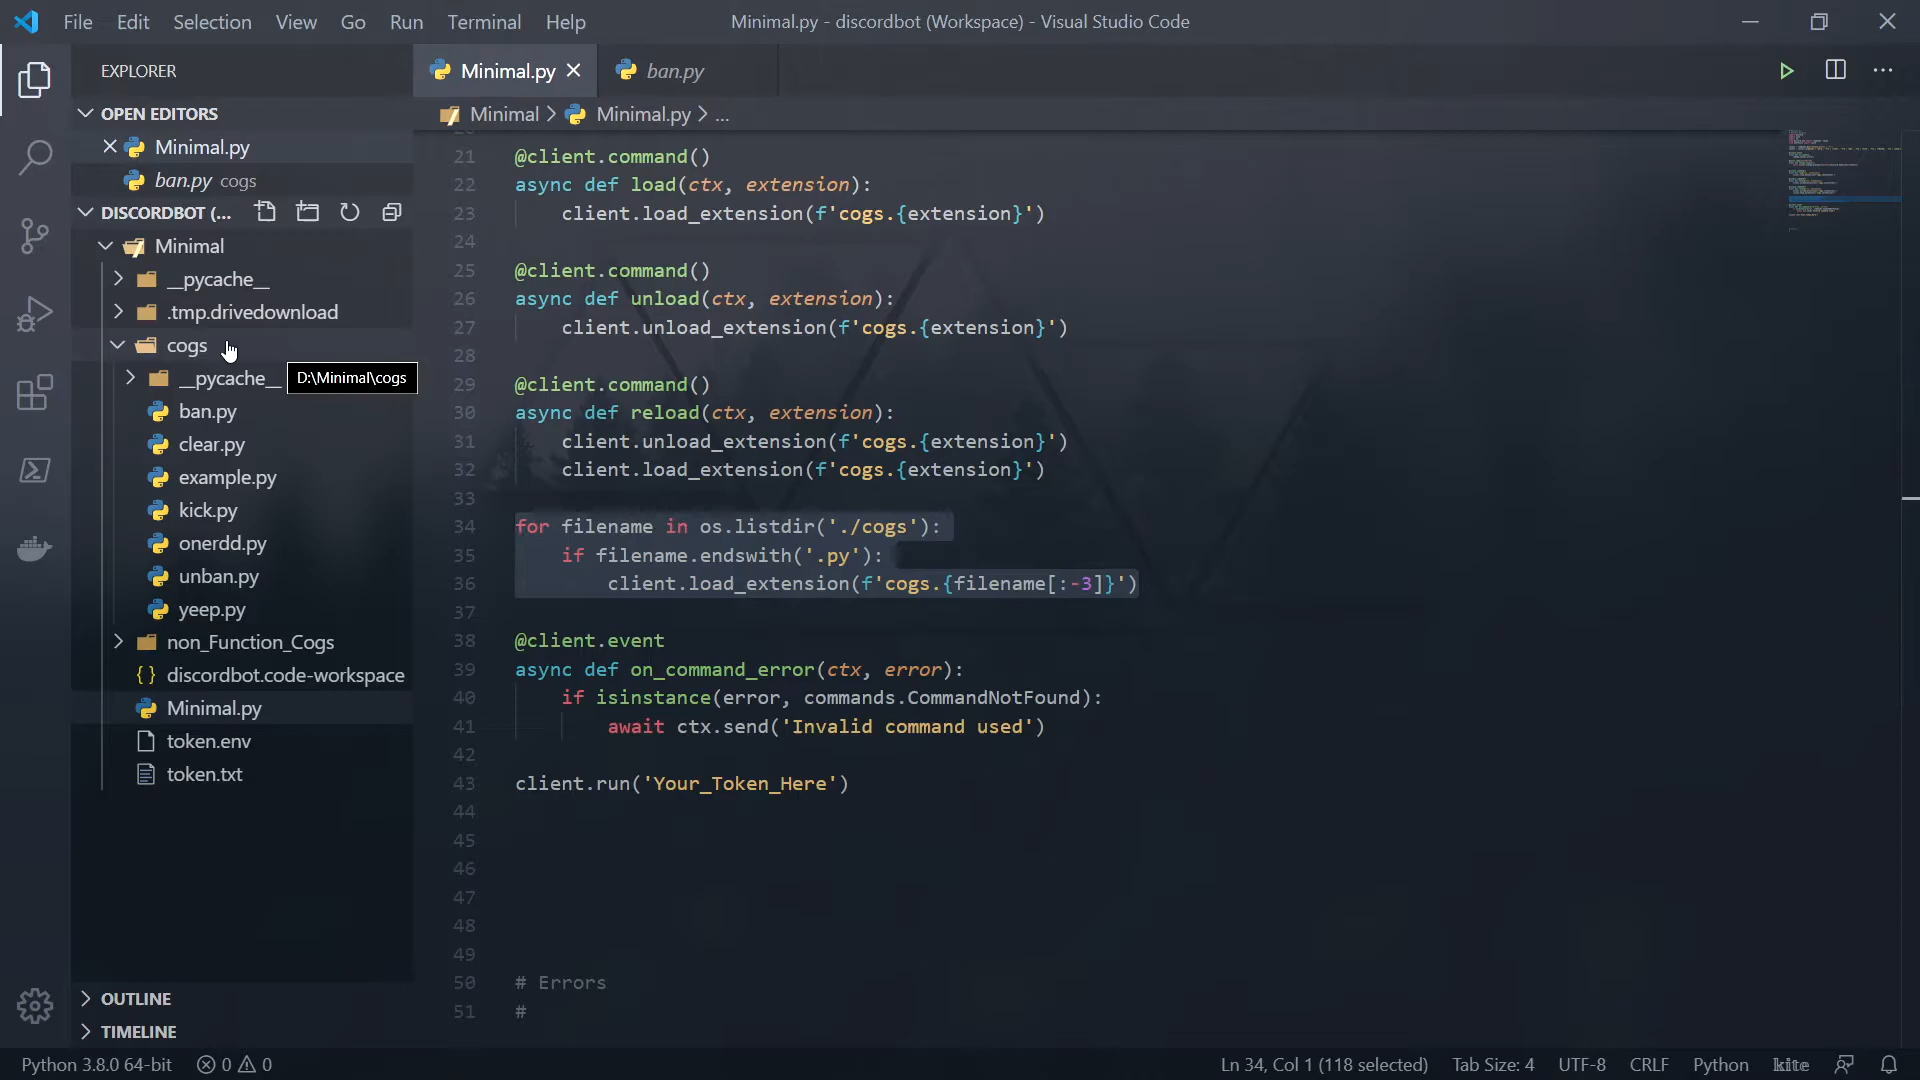 File Edit Selection View Go Run Terminal Help
Minimal.py - discordbot (Workspace) - Visual Studio Code
EXPLORER
OPEN EDITORS
Minimal.py
ban.py cogs
DISCORDBOT (...
Minimal
__pycache__
.tmp.drivedownload
cogs
__pycache__
D:\Minimal\cogs
ban.py
clear.py
example.py
kick.py
onerdd.py
unban.py
yeep.py
non_Function_Cogs
discordbot.code-workspace
Minimal.py
token.env
token.txt
OUTLINE
TIMELINE
Minimal.py
ban.py
Minimal > Minimal.py > ...
21 @client.command()
22 async def load(ctx, extension):
23 client.load_extension(f'cogs.{extension}')
24
25 @client.command()
26 async def unload(ctx, extension):
27 client.unload_extension(f'cogs.{extension}')
28
29 @client.command()
30 async def reload(ctx, extension):
31 client.unload_extension(f'cogs.{extension}')
32 client.load_extension(f'cogs.{extension}')
33
34 for filename in os.listdir('./cogs'):
35 if filename.endswith('.py'):
36 client.load_extension(f'cogs.{filename[:-3]}')
37
38 @client.event
39 async def on_command_error(ctx, error):
40 if isinstance(error, commands.CommandNotFound):
41 await ctx.send('Invalid command used')
42
43 client.run('Your_Token_Here')
44
45
46
47
48
49
50 # Errors
51 #
Python 3.8.0 64-bit 0 0 Ln 34, Col 1 (118 selected) Tab Size: 4 UTF-8 CRLF Python kite